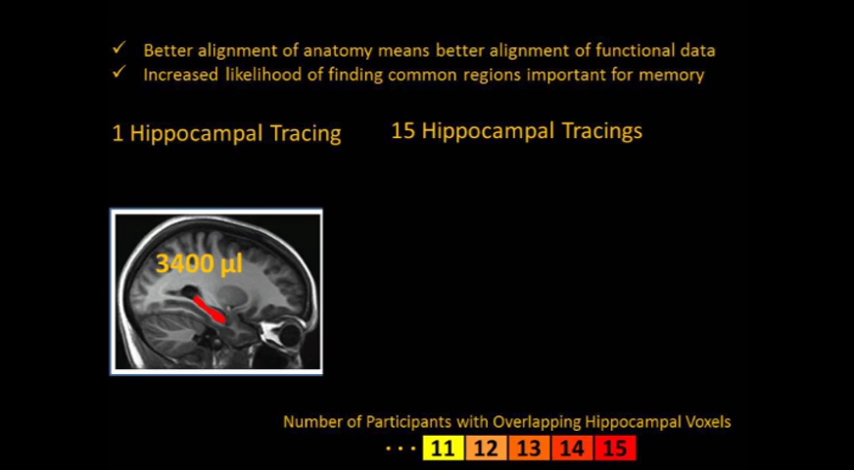 ✓ Better alignment of anatomy means better alignment of functional data
✓ Increased likelihood of finding common regions important for memory
1 Hippocampal Tracing
15 Hippocampal Tracings
3400 µl
Number of Participants with Overlapping Hippocampal Voxels
··· 11 12 13 14 15